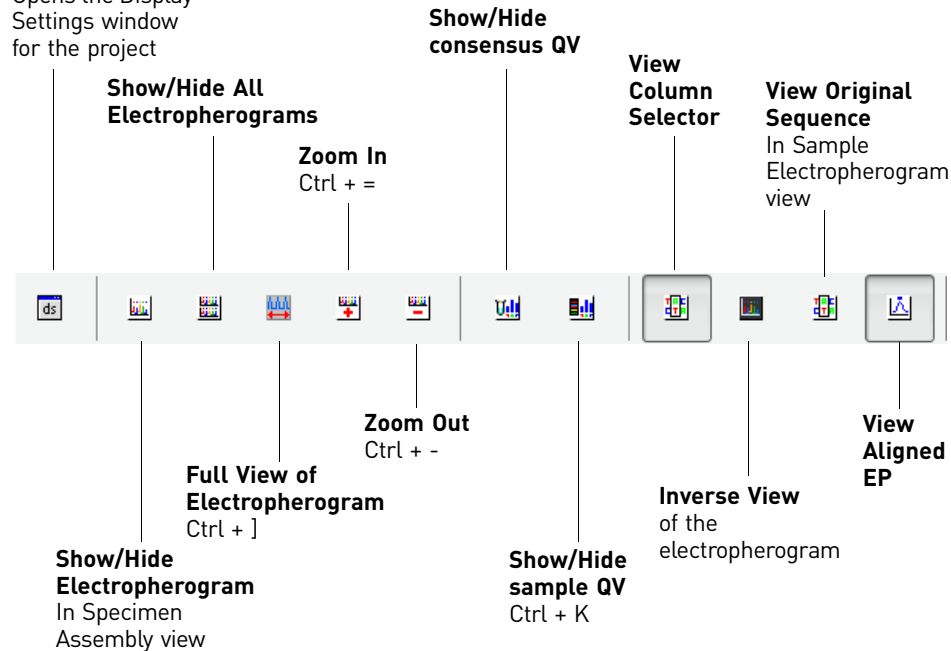 Opens the Display
Settings window
for the project
Show/Hide All
Electropherograms
Zoom In
Ctrl + =
Show/Hide
consensus QV
View
Column
Selector
View Original
Sequence
In Sample
Electropherogram
view
ds
Show/Hide
Electropherogram
In Specimen
Assembly view
Full View of
Electropherogram
Ctrl + ]
Zoom Out
Ctrl + -
Show/Hide
sample QV
Ctrl + K
Inverse View
of the
electropherogram
View
Aligned
EP